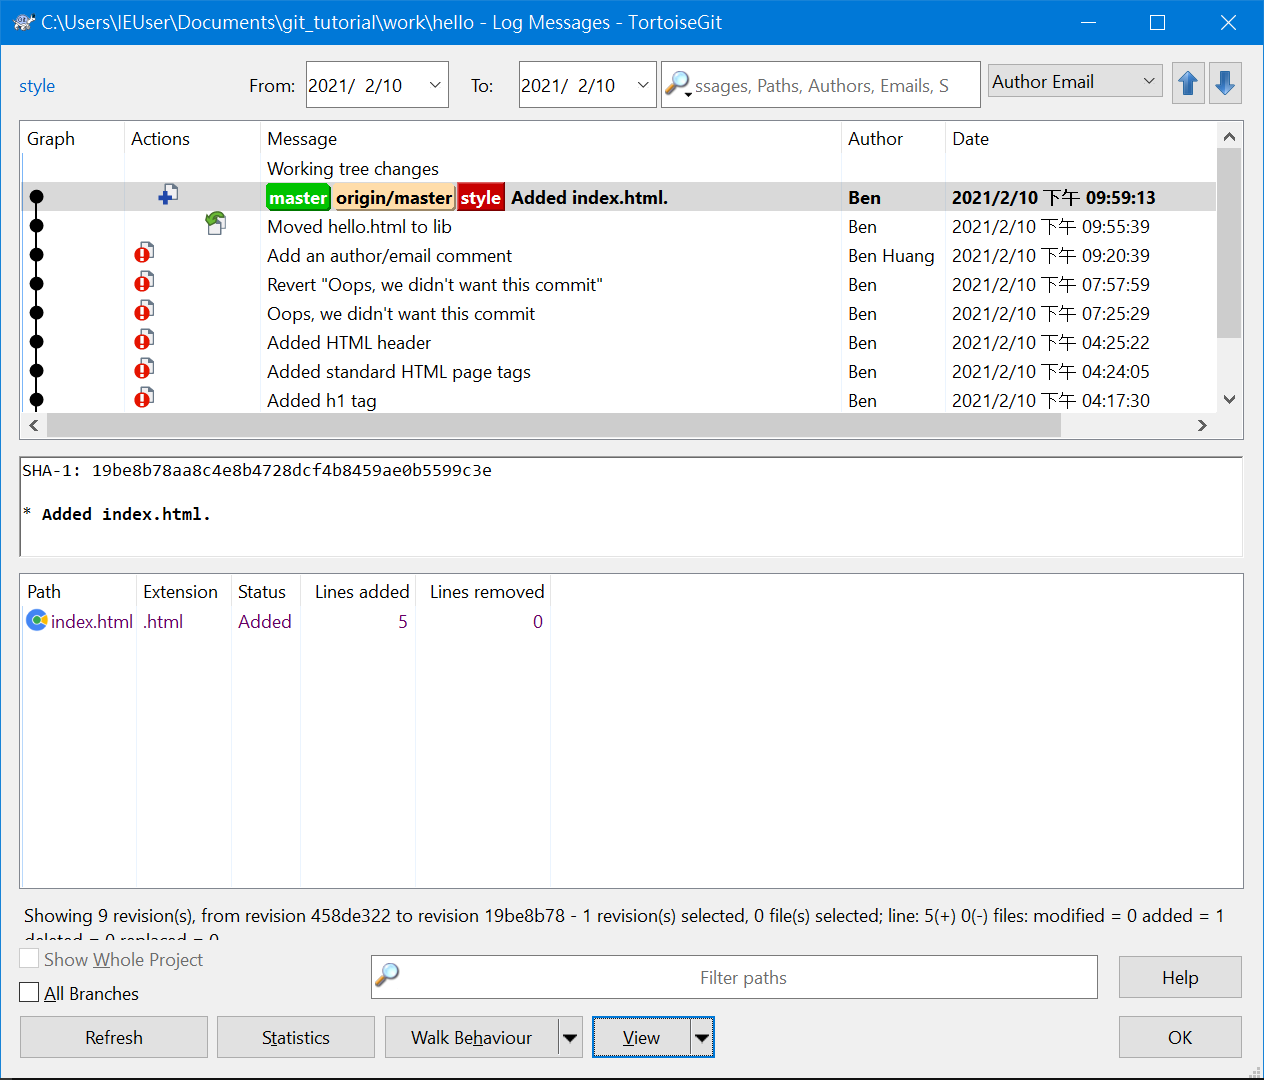 C:\Users\IEUser\Documents\git_tutorial\work\hello - Log Messages - TortoiseGit
style From: 2021/ 2/10 To: 2021/ 2/10 ssages, Paths, Authors, Emails, S Author Email
Graph Actions Message Author Date
Working tree changes
master origin/master style Added index.html. Ben 2021/2/10 下午 09:59:13
Moved hello.html to lib Ben 2021/2/10 下午 09:55:39
Add an author/email comment Ben Huang 2021/2/10 下午 09:20:39
Revert "Oops, we didn't want this commit" Ben 2021/2/10 下午 07:57:59
Oops, we didn't want this commit Ben 2021/2/10 下午 07:25:29
Added HTML header Ben 2021/2/10 下午 04:25:22
Added standard HTML page tags Ben 2021/2/10 下午 04:24:05
Added h1 tag Ben 2021/2/10 下午 04:17:30
SHA-1: 19be8b78aa8c4e8b4728dcf4b8459ae0b5599c3e
* Added index.html.
Path Extension Status Lines added Lines removed
index.html .html Added 5 0
Showing 9 revision(s), from revision 458de322 to revision 19be8b78 - 1 revision(s) selected, 0 file(s) selected; line: 5(+) 0(-) files: modified = 0 added = 1
deleted = 0 replaced = 0
Show Whole Project
All Branches
Filter paths
Help
Refresh Statistics Walk Behaviour View OK